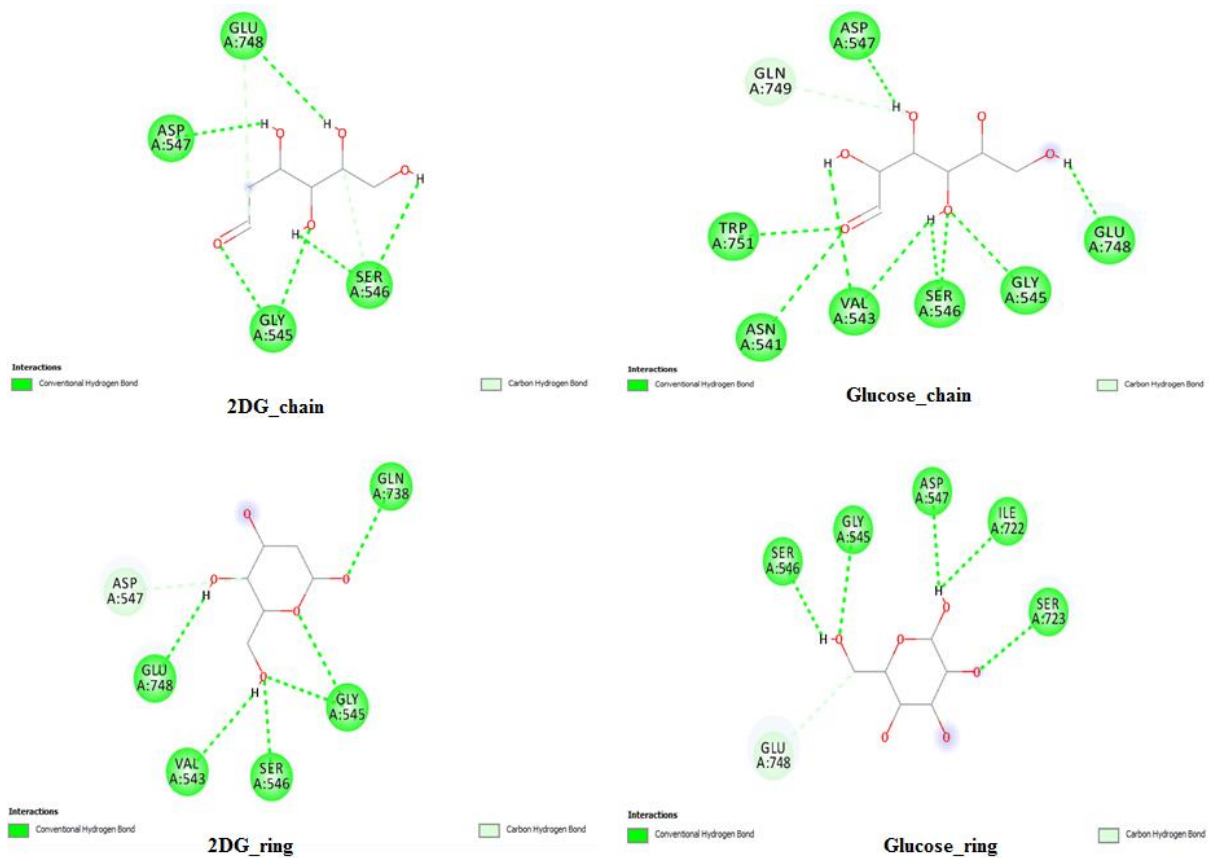 GLU
A:748
ASP
A:547
H
O
H
O
O
H
O
O
H
SER
A:546
GLY
A:545
Interactions
Conventional Hydrogen Bond
Carbon Hydrogen Bond
2DG_chain
ASP
A:547
GLN
A:749
H
O
O
H
O
O
H
TRP
A:751
O
H
O
GLU
A:748
ASN
A:541
VAL
A:543
SER
A:546
GLY
A:545
Interactions
Conventional Hydrogen Bond
Carbon Hydrogen Bond
Glucose_chain
GLN
A:738
O
ASP
A:547
O
H
O
O
GLU
A:748
O
H
GLY
A:545
VAL
A:543
SER
A:546
Interactions
Conventional Hydrogen Bond
Carbon Hydrogen Bond
2DG_ring
ASP
A:547
ILE
A:722
GLY
A:545
SER
A:546
H
O
SER
A:723
H
O
O
O
GLU
A:748
O
O
Interactions
Conventional Hydrogen Bond
Carbon Hydrogen Bond
Glucose_ring